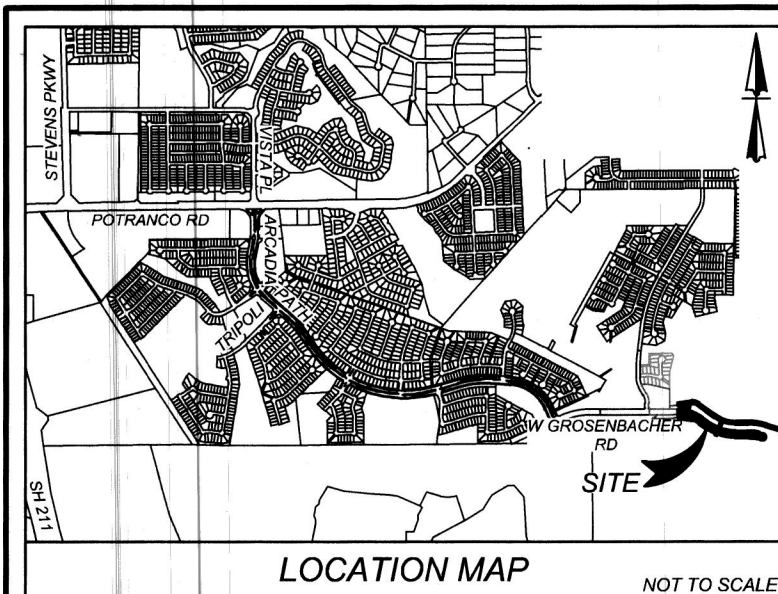 STEVENS PKWY
VISTA PL
POTRANCO RD
ARCADIA PATH
TRIPOLI
W GROSENBACHER
RD
SITE
SH 211
LOCATION MAP
NOT TO SCALE